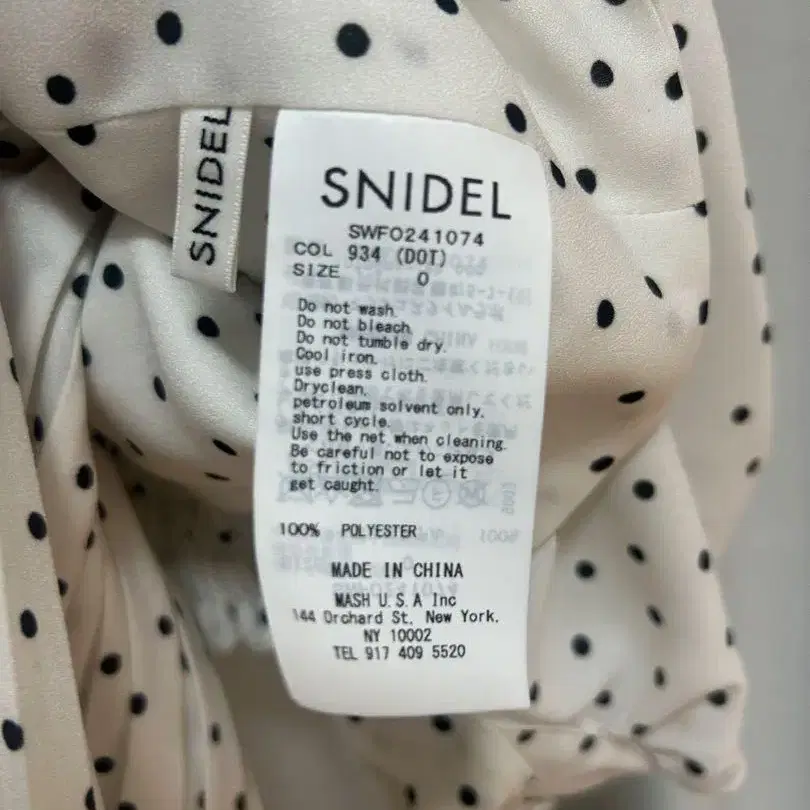 SNIDEL
SNIDEL
SWFO241074
COL 934 (DOT)
SIZE 0
Do not wash.
Do not bleach.
Do not tumble dry.
Cool iron.
use press cloth.
Dryclean.
petroleum solvent only.
short cycle.
Use the net when cleaning.
Be careful not to expose
to friction or let it
get caught.
100% POLYESTER
MADE IN CHINA
MASH U.S.A Inc
144 Orchard St. New York.
NY 10002
TEL 917 409 5520